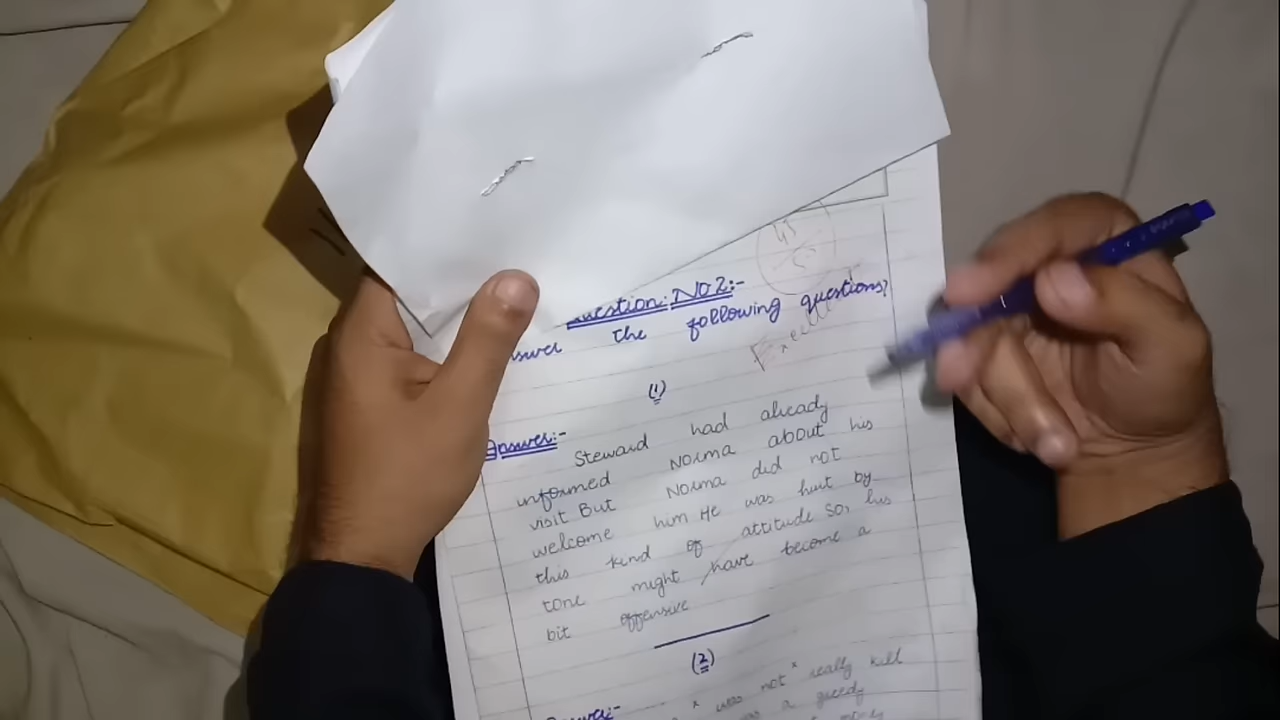 Question: No 2:-
the following questions?
(1)
Answer:-
Steward had already
informed Norma about his
visit But Norma did not
welcome him He was hurt by
this kind of attitude So, his
tone might have become a
bit offensive
(2)
was not really kill
a greedy